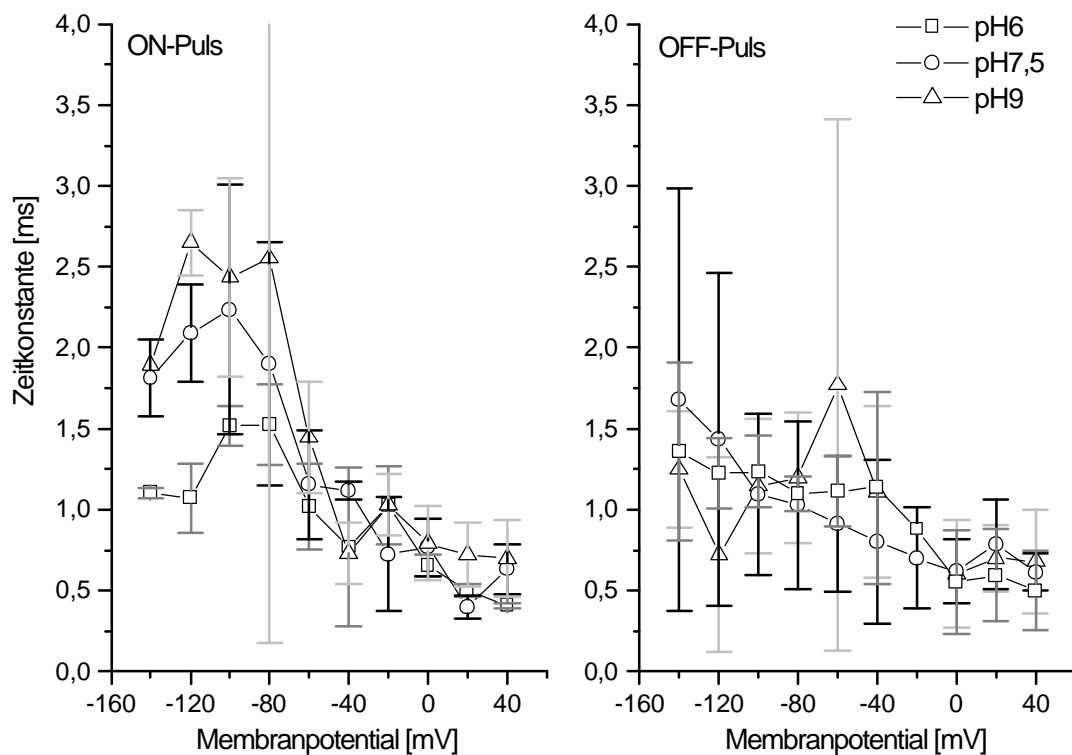 ON-Puls
OFF-Puls
pH6
pH7,5
pH9
Zeitkonstante [ms]
4,0
3,5
3,0
2,5
2,0
1,5
1,0
0,5
0,0
-160 -120 -80 -40 0 40
Membranpotential [mV]
4,0
3,5
3,0
2,5
2,0
1,5
1,0
0,5
0,0
-160 -120 -80 -40 0 40
Membranpotential [mV]